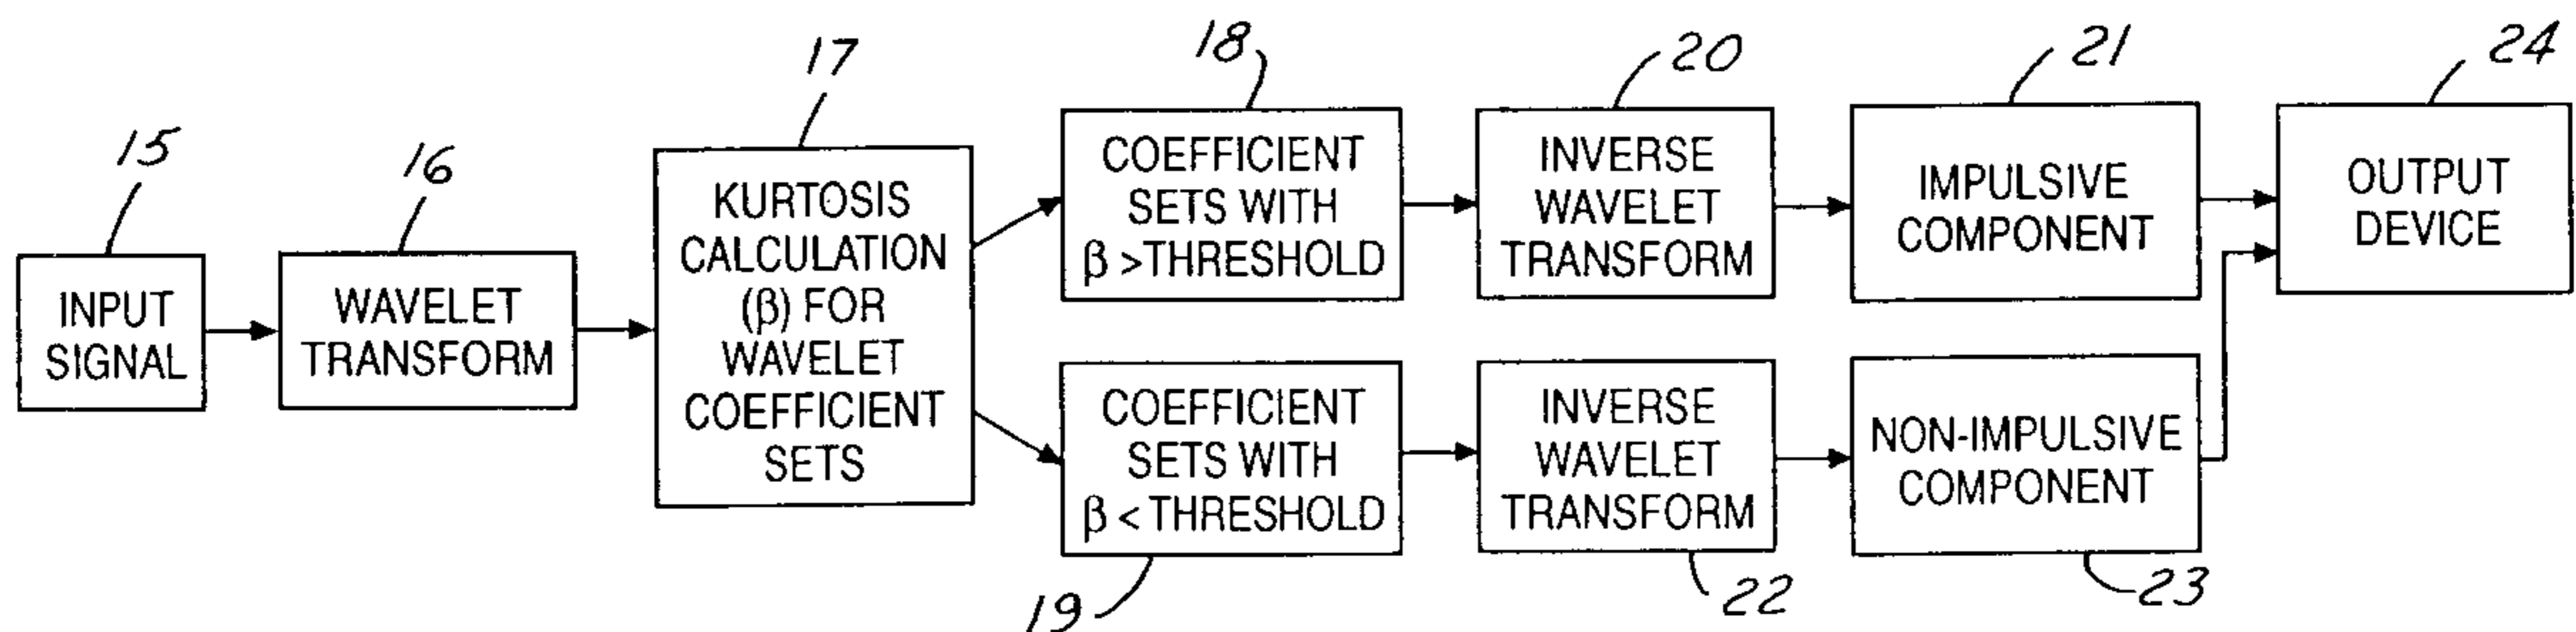 15
INPUT
SIGNAL
16
WAVELET
TRANSFORM
17
KURTOSIS
CALCULATION
(β) FOR
WAVELET
COEFFICIENT
SETS
18
COEFFICIENT
SETS WITH
β >THRESHOLD
20
INVERSE
WAVELET
TRANSFORM
21
IMPULSIVE
COMPONENT
24
OUTPUT
DEVICE
COEFFICIENT
SETS WITH
β < THRESHOLD
19
INVERSE
WAVELET
TRANSFORM
22
NON-IMPULSIVE
COMPONENT
23